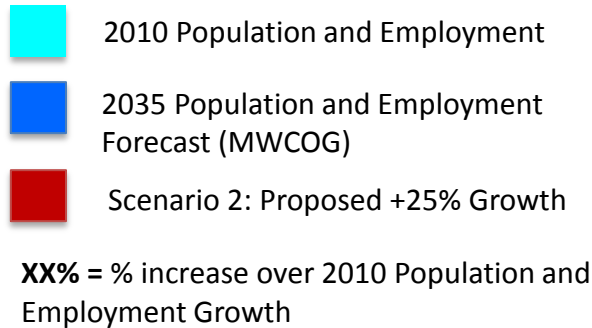 2010 Population and Employment
2035 Population and Employment
Forecast (MWCOG)
Scenario 2: Proposed +25% Growth
XX% = % increase over 2010 Population and
Employment Growth